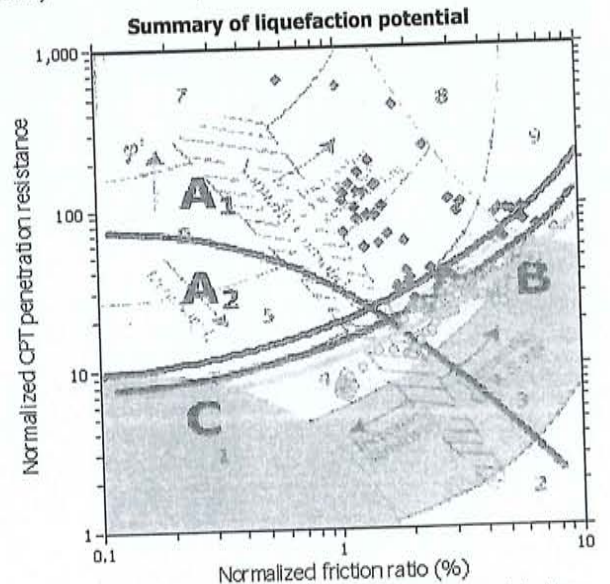 Summary of liquefaction potential
1,000
7
8
9
φ'
A1
100
6
A2
B
5
10
C
3
1
2
1
0.1
1
10
Normalized CPT penetration resistance
Normalized friction ratio (%)